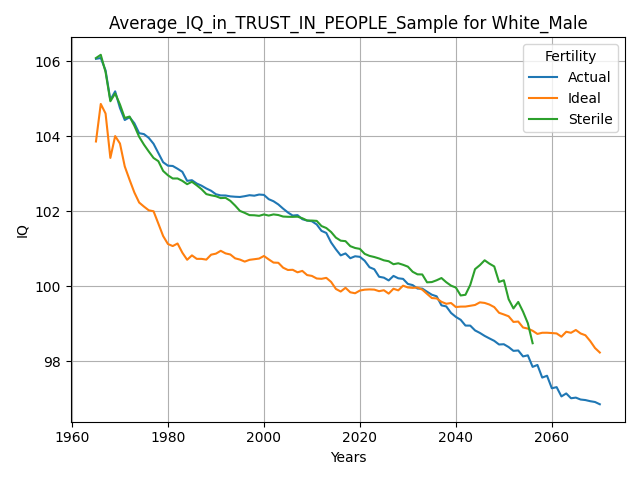 Average_IQ_in_TRUST_IN_PEOPLE_Sample for White_Male
Fertility
Actual
Ideal
Sterile
IQ
106
104
102
100
98
1960
1980
2000
2020
2040
2060
Years